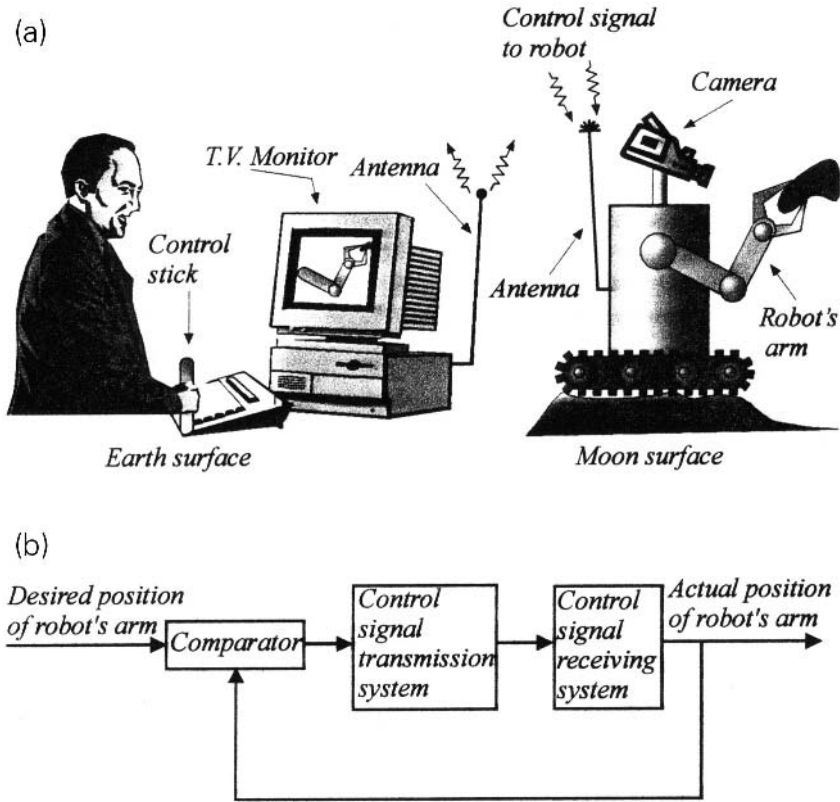 (a)
Control signal
to robot
Camera
T.V. Monitor
Antenna
Control
stick
Antenna
Robot's
arm
Earth surface
Moon surface
(b)
Desired position
of robot's arm
Comparator
Control
signal
transmission
system
Control
signal
receiving
system
Actual position
of robot's arm